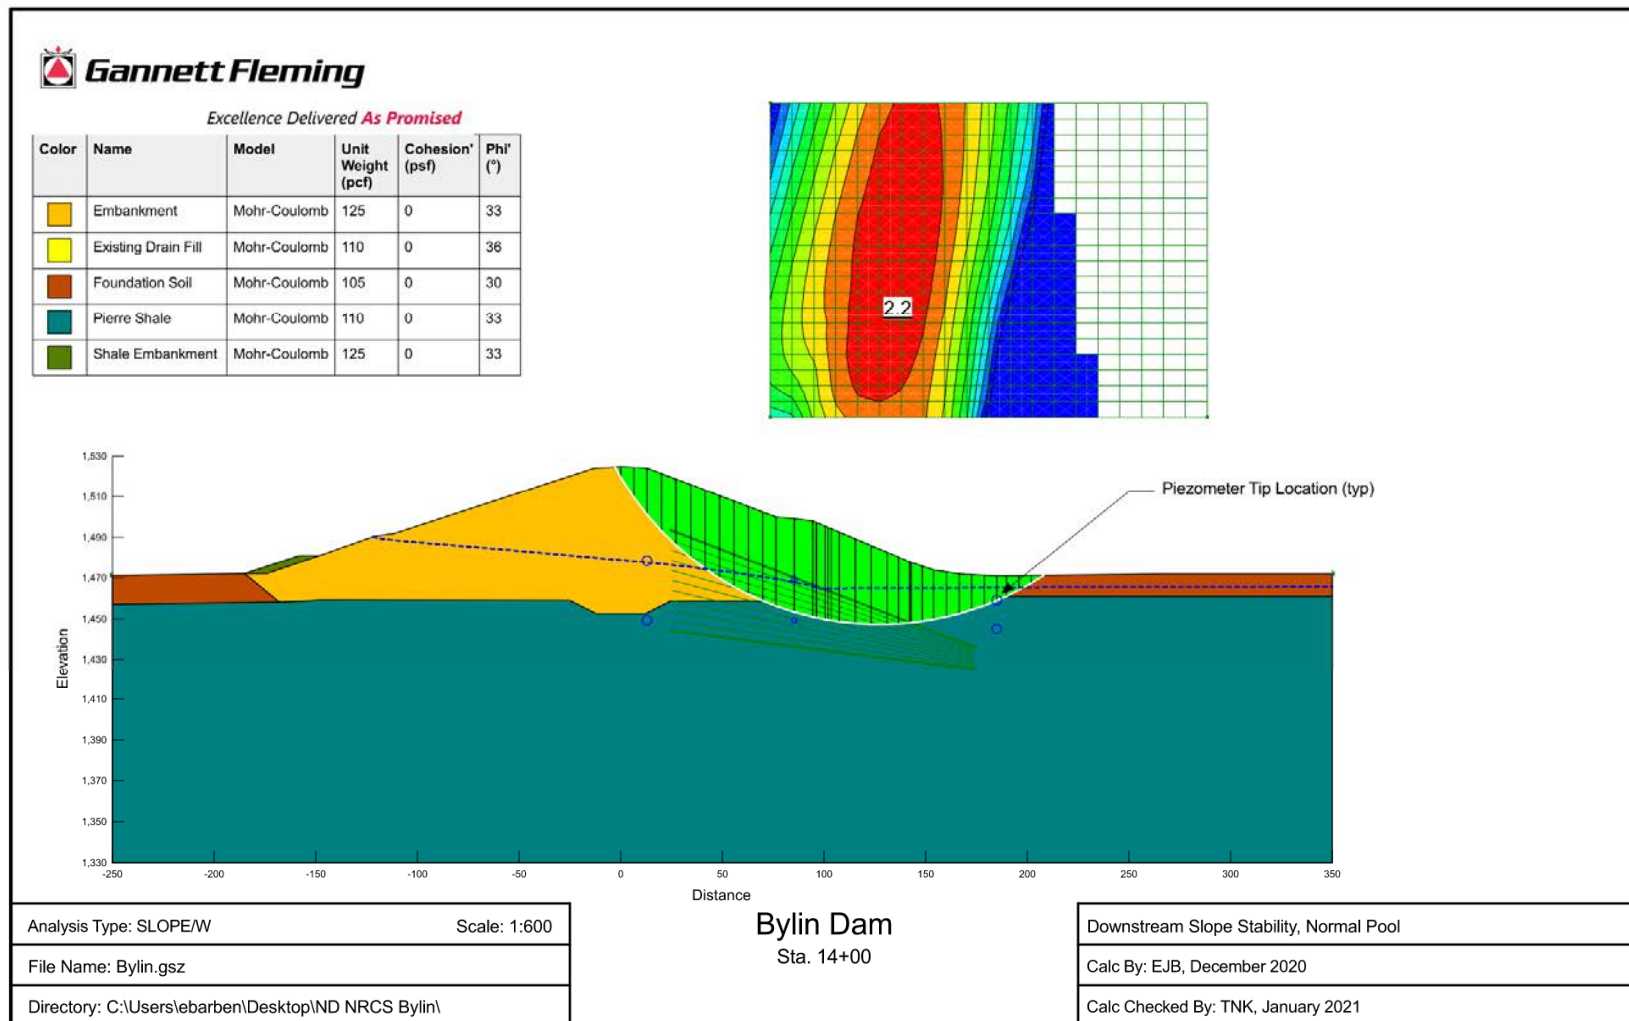 Gannett Fleming
Excellence Delivered As Promised
Color Name Model Unit Weight (pcf) Cohesion' (psf) Phi' (°)
Embankment Mohr-Coulomb 125 0 33
Existing Drain Fill Mohr-Coulomb 110 0 36
Foundation Soil Mohr-Coulomb 105 0 30
Pierre Shale Mohr-Coulomb 110 0 33
Shale Embankment Mohr-Coulomb 125 0 33
2.2
Piezometer Tip Location (typ)
1,530
1,510
1,490
1,470
1,450
1,430
1,410
1,390
1,370
1,350
1,330
Elevation
-250 -200 -150 -100 -50 0 50 100 150 200 250 300 350
Distance
Analysis Type: SLOPE/W Scale: 1:600
File Name: Bylin.gsz
Directory: C:\Users\ebarben\Desktop\ND NRCS Bylin\
Bylin Dam
Sta. 14+00
Downstream Slope Stability, Normal Pool
Calc By: EJB, December 2020
Calc Checked By: TNK, January 2021